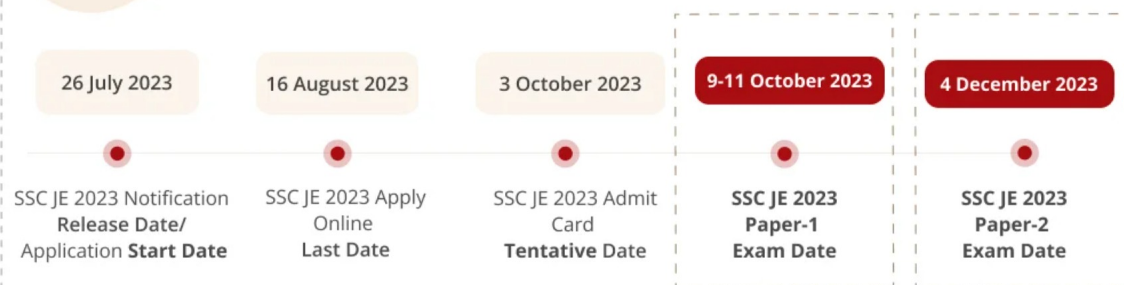 26 July 2023
16 August 2023
3 October 2023
9-11 October 2023
4 December 2023
SSC JE 2023 Notification
Release Date/
Application Start Date
SSC JE 2023 Apply
Online
Last Date
SSC JE 2023 Admit
Card
Tentative Date
SSC JE 2023
Paper-1
Exam Date
SSC JE 2023
Paper-2
Exam Date